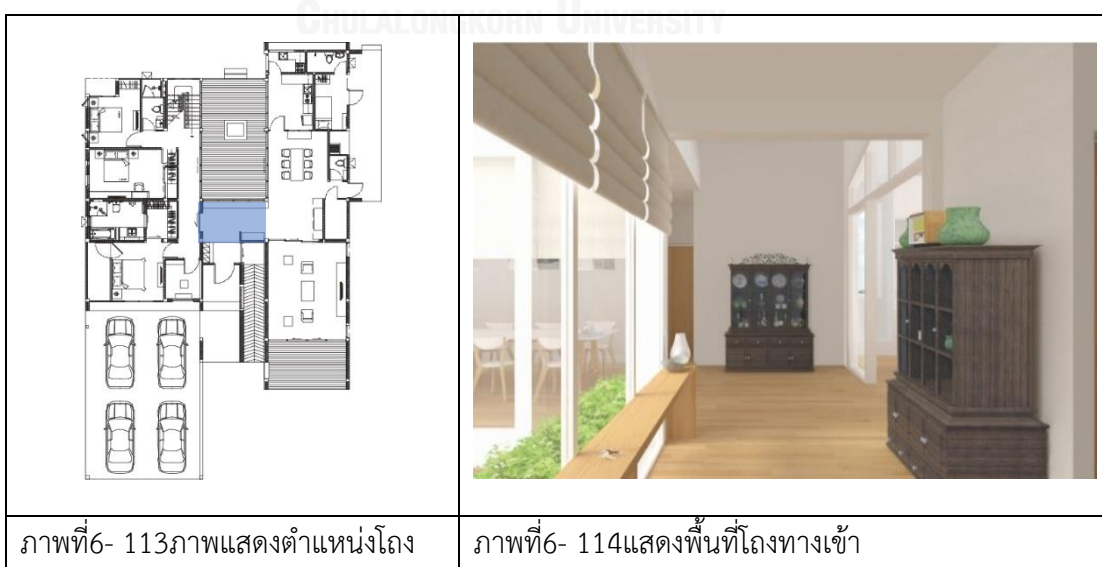 CHULALONGKORN UNIVERSITY
ภาพที่6- 113ภาพแสดงตำแหน่งโถง
ภาพที่6- 114แสดงพื้นที่โถงทางเข้า